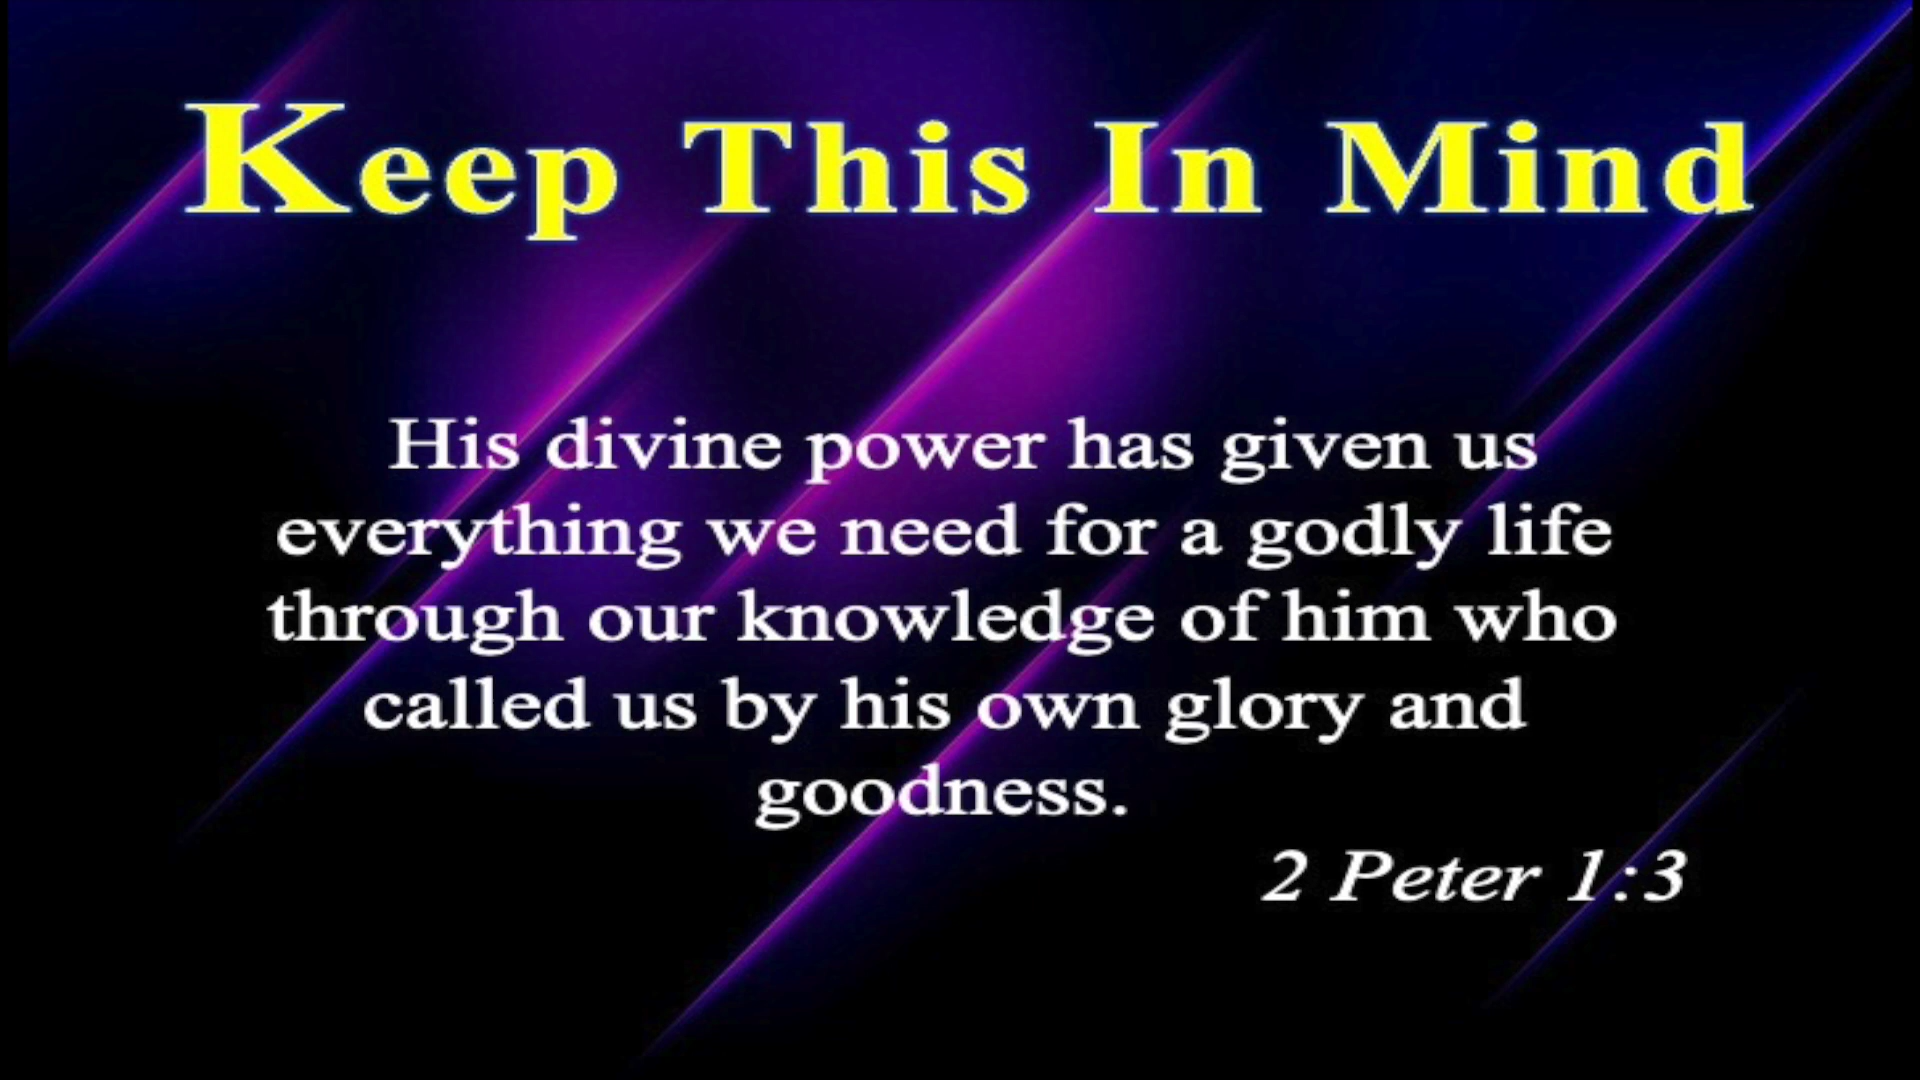 Keep This In Mind
His divine power has given us
everything we need for a godly life
through our knowledge of him who
called us by his own glory and
goodness.
2 Peter 1:3